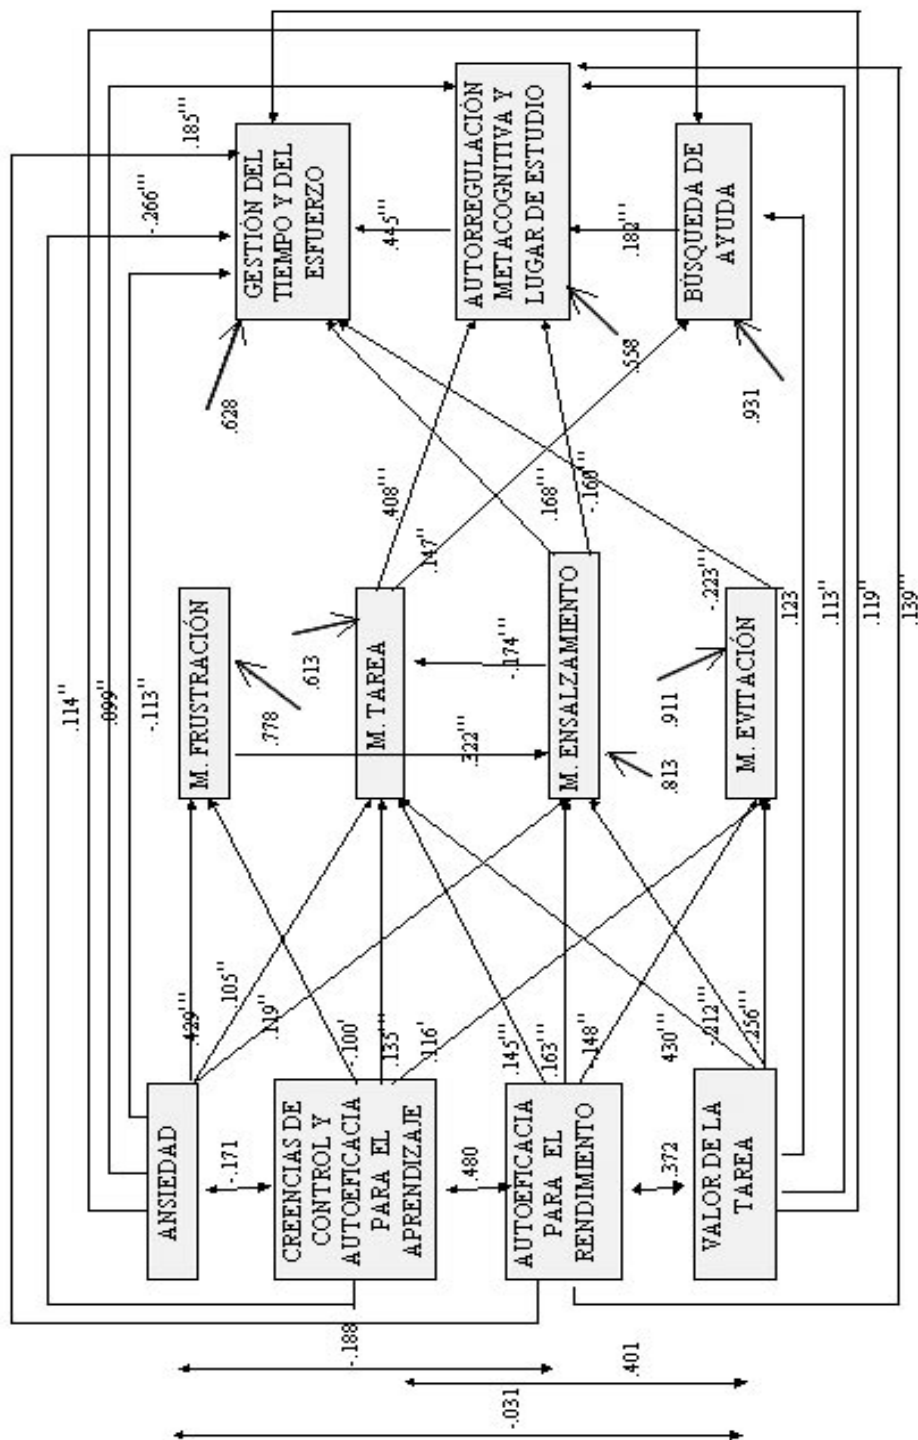 -.188
-.031
.401
ANSIEDAD
-.171
CREENCIAS DE
CONTROL Y
AUTOEFICACIA
PARA EL
APRENDIZAJE
.480
AUTOEFICACIA
PARA EL
RENDIMIENTO
.372
VALOR DE LA
TAREA
.429''''
.105''
.119''
-.100'
.135''''
.116'
.145'''
.163'''
-.148''
.430''''
-.212''''
-.256''''
.114''
.099''
-.113''
M. FRUSTRACIÓN
.778
.613
M. TAREA
.322''''
-.174''''
M. ENSALZAMIENTO
.813
.911
M. EVITACIÓN
.408''''
.147''
.168''''
-.160''''
-.223''''
.123
.113''
.119''
.139'''
-.266''''
.185''''
.628
GESTIÓN DEL
TIEMPO Y DEL
ESFUERZO
.445''''
AUTORREGULACIÓN
METACOGNITIVA Y
LUGAR DE ESTUDIO
.558
.182''''
BÚSQUEDA DE
AYUDA
.931